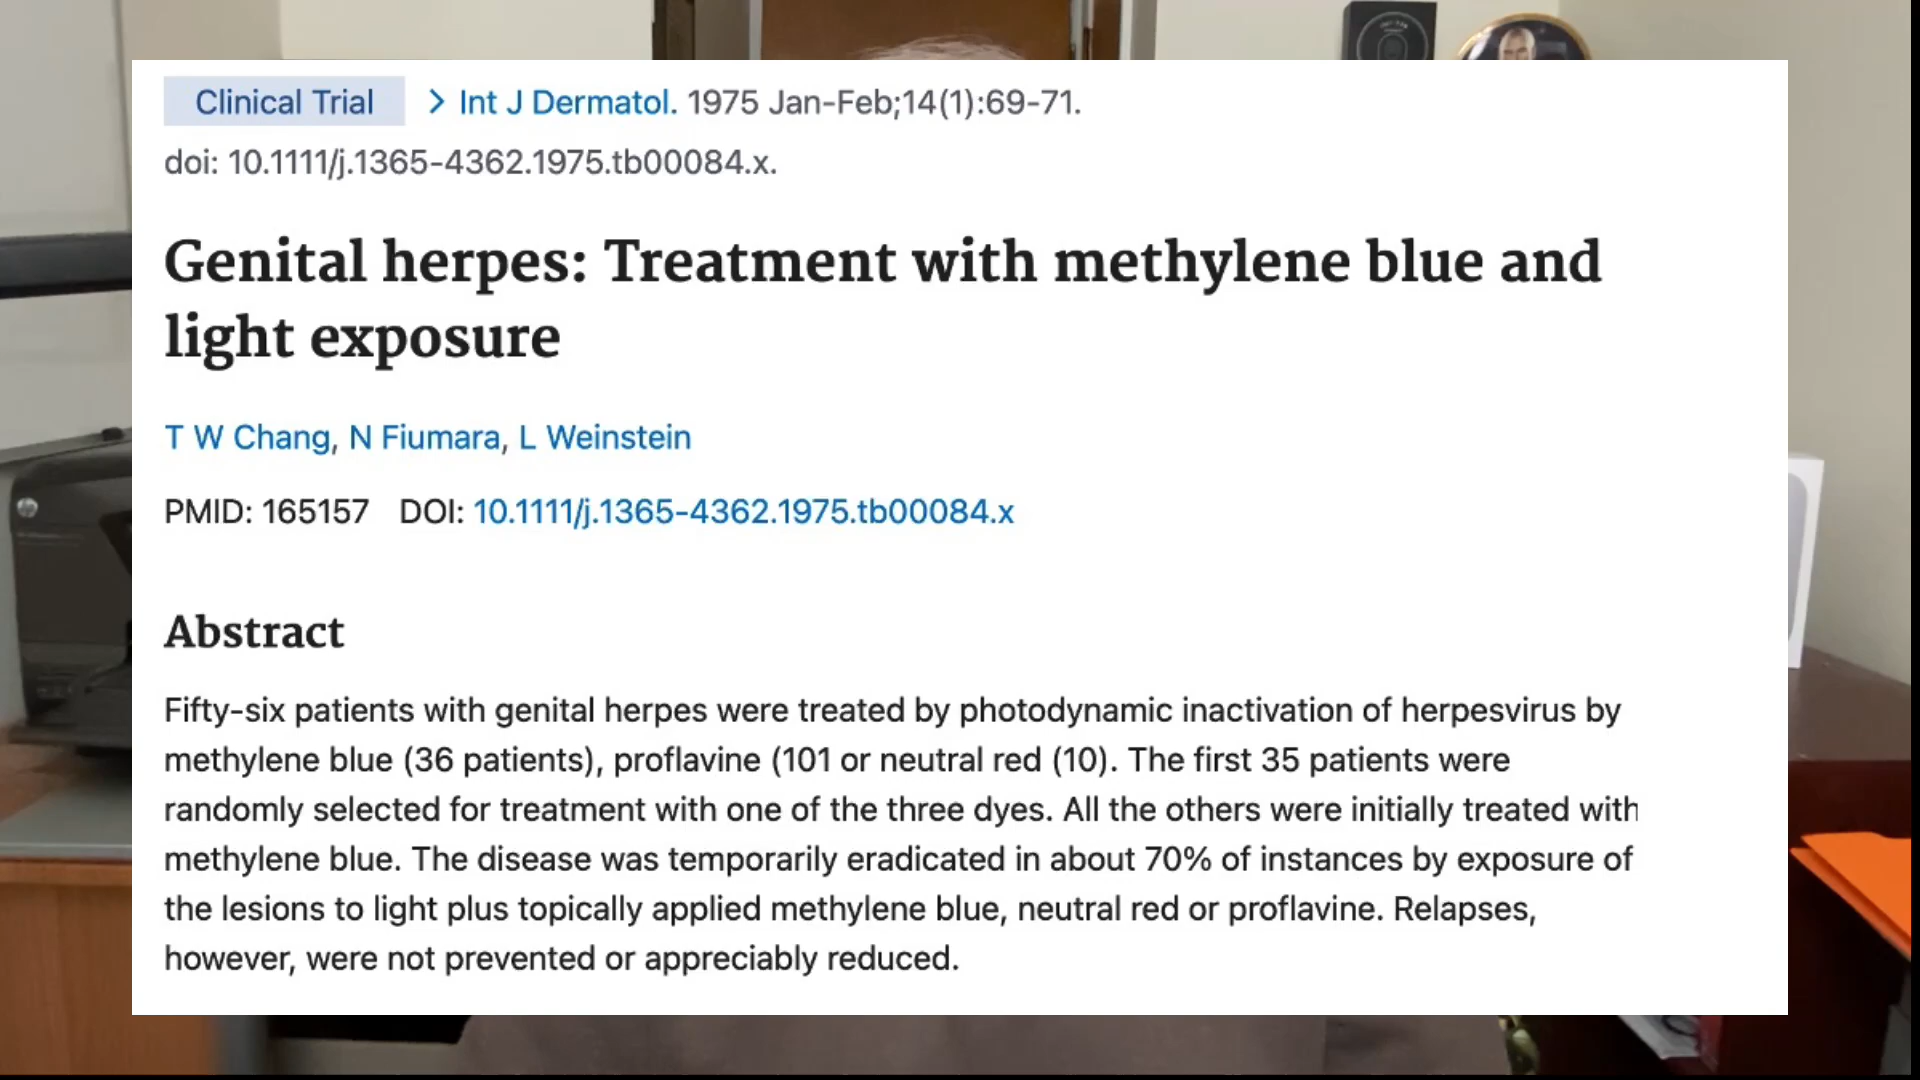 Clinical Trial > Int J Dermatol. 1975 Jan-Feb;14(1):69-71.
doi: 10.1111/j.1365-4362.1975.tb00084.x.
Genital herpes: Treatment with methylene blue and
light exposure
T W Chang, N Fiumara, L Weinstein
PMID: 165157 DOI: 10.1111/j.1365-4362.1975.tb00084.x
Abstract
Fifty-six patients with genital herpes were treated by photodynamic inactivation of herpesvirus by
methylene blue (36 patients), proflavine (101 or neutral red (10). The first 35 patients were
randomly selected for treatment with one of the three dyes. All the others were initially treated with
methylene blue. The disease was temporarily eradicated in about 70% of instances by exposure of
the lesions to light plus topically applied methylene blue, neutral red or proflavine. Relapses,
however, were not prevented or appreciably reduced.